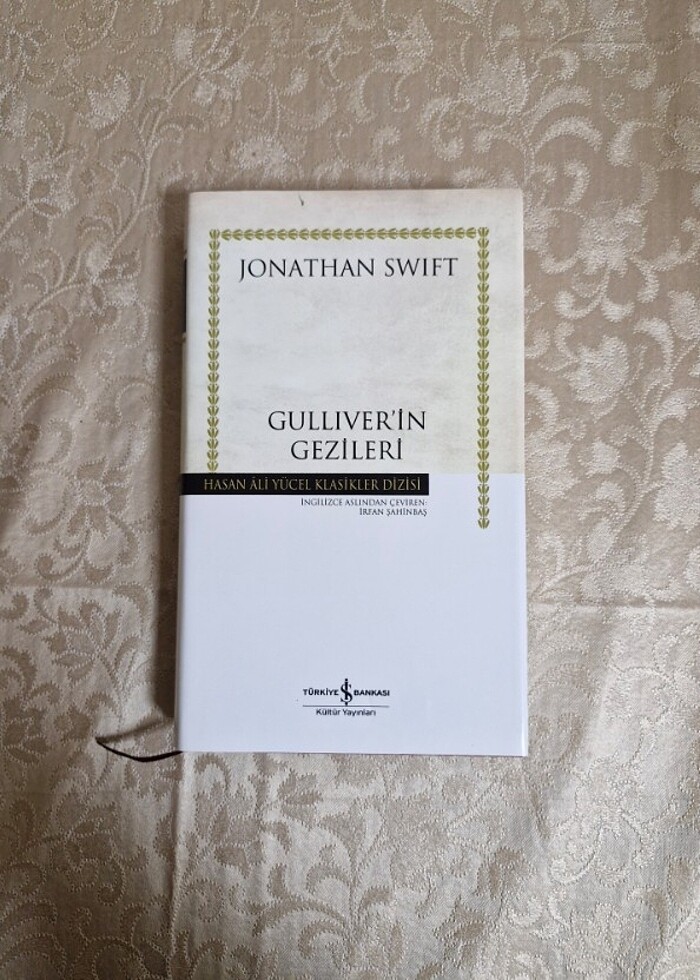 JONATHAN SWIFT
GULLIVER'İN
GEZİLERİ
HASAN ÂLİ YÜCEL KLASİKLER DİZİSİ
İNGİLİZCE ASLINDAN ÇEVİREN:
İRFAN ŞAHİNBAŞ
TÜRKİYE İŞ BANKASI
Kültür Yayınları